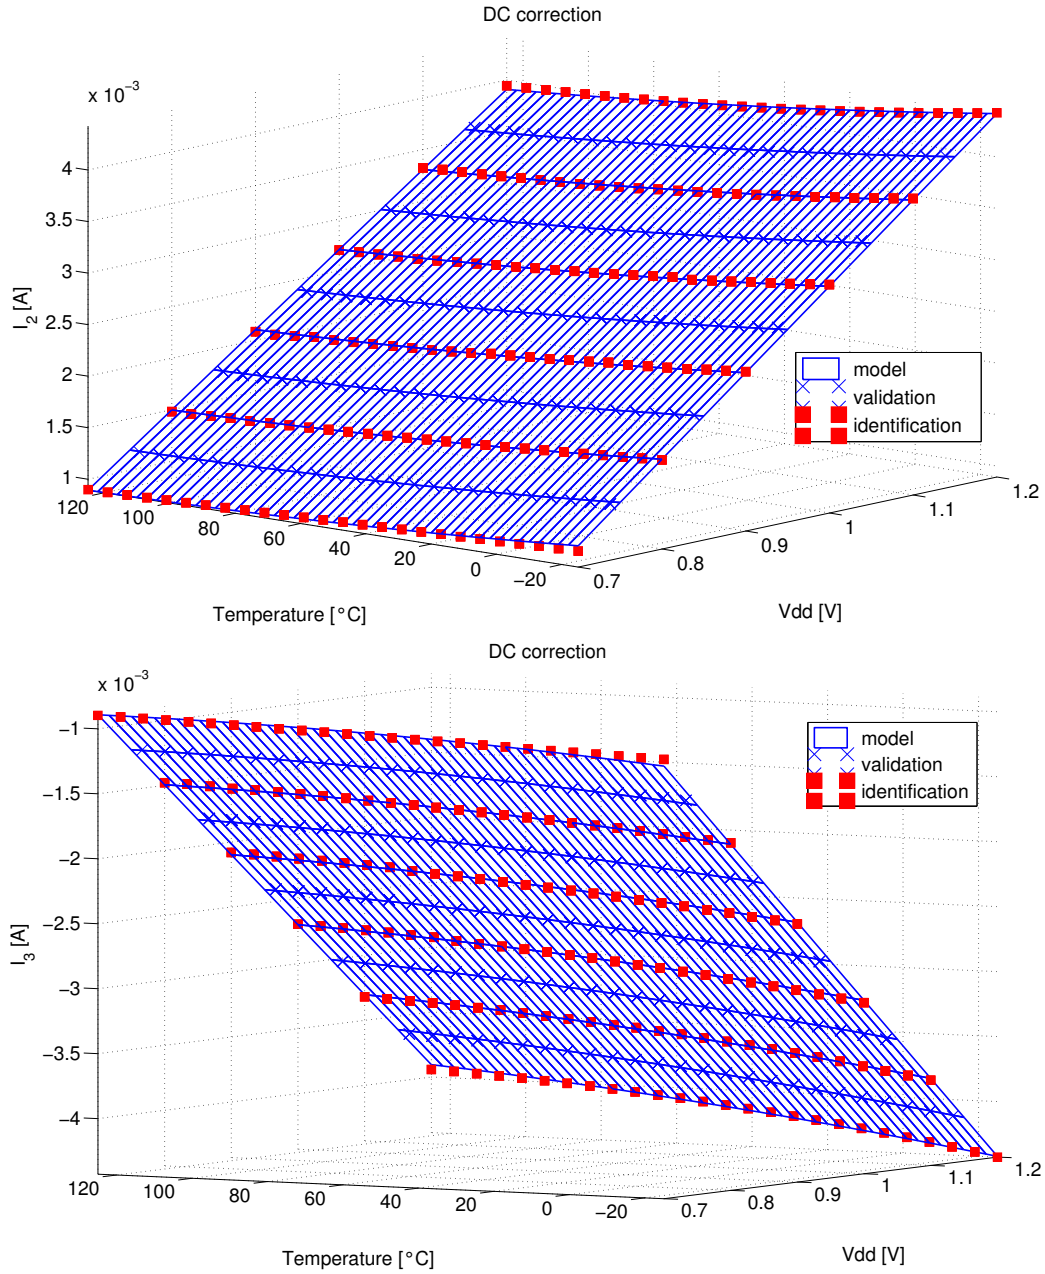 DC correction
x 10⁻³
4
3.5
3
2.5
2
1.5
1
I₂ [A]
120
100
80
60
40
20
0
−20
Temperature [°C]
0.7
0.8
0.9
1
1.1
1.2
Vdd [V]
model
validation
identification
DC correction
x 10⁻³
−1
−1.5
−2
−2.5
−3
−3.5
−4
I₃ [A]
120
100
80
60
40
20
0
−20
Temperature [°C]
0.7
0.8
0.9
1
1.1
1.2
Vdd [V]
model
validation
identification